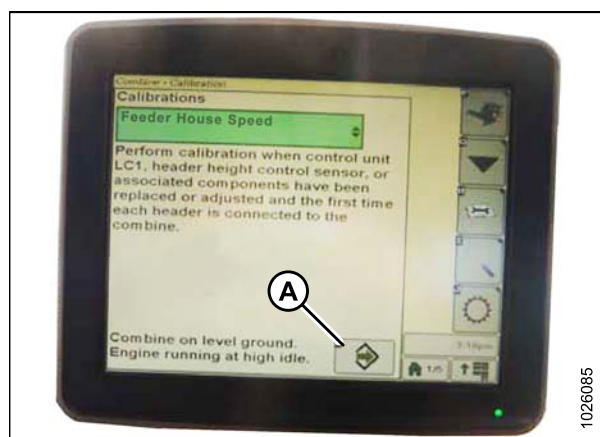 Combine - Calibration
Calibrations
Feeder House Speed
Perform calibration when control unit
LC1, header height control sensor, or
associated components have been
replaced or adjusted and the first time
each header is connected to the
combine.
A
Combine on level ground.
Engine running at high idle.
1/5
1026085